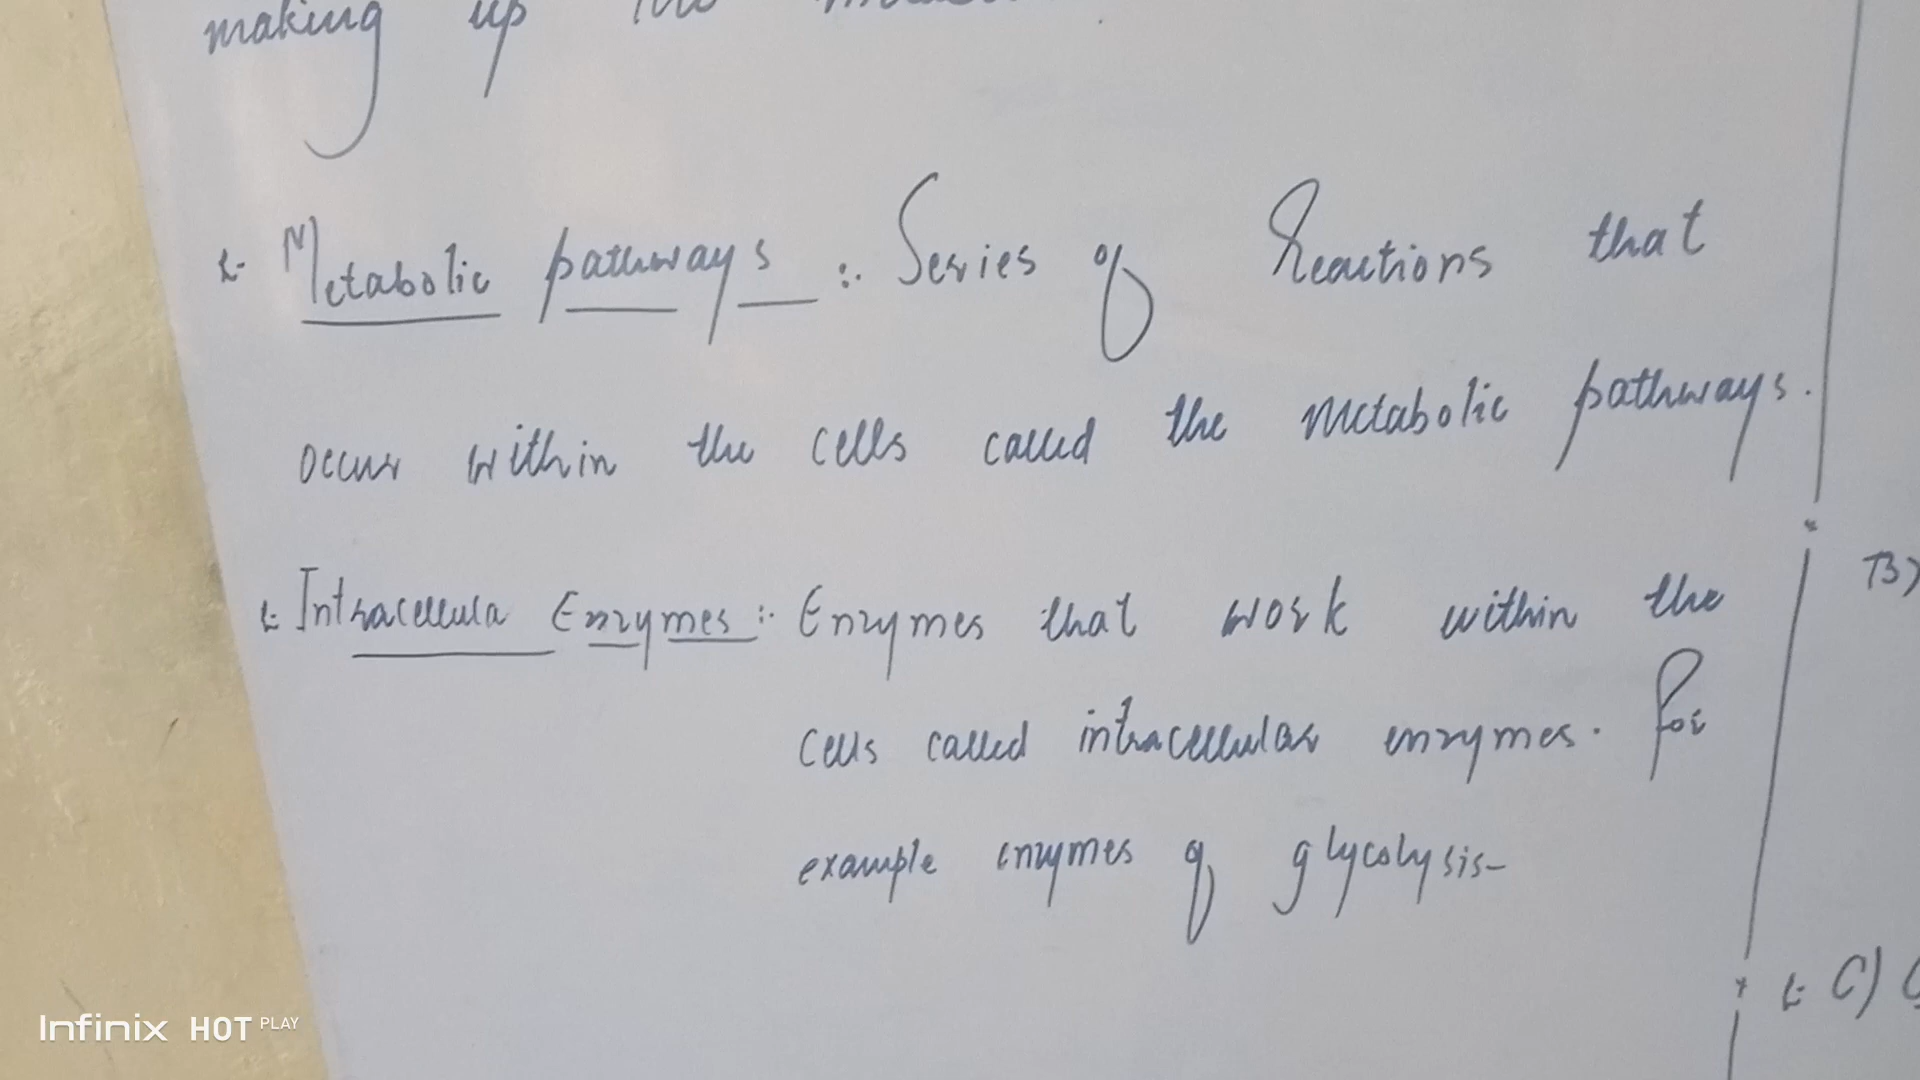 making up
Metabolic pathways :. Series of Reactions that
occur within the cells called the metabolic pathways.
Intracellula Enzymes :. Enzymes that work within the
cells called intracellular enzymes. For
example enzymes of glycolysis-
B)
C)
Infinix HOT PLAY